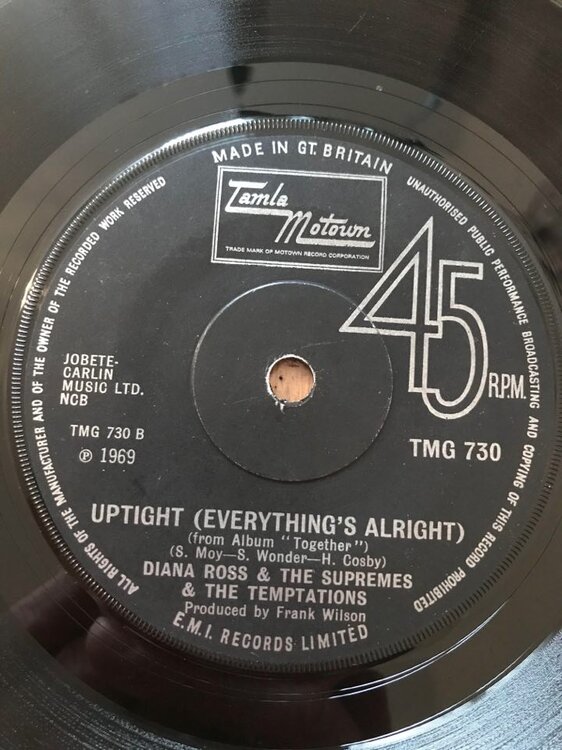 MADE IN GT. BRITAIN
Tamla
Motown
TRADE MARK OF MOTOWN RECORD CORPORATION
UNAUTHORISED PUBLIC PERFORMANCE BROADCASTING AND COPYING OF THIS RECORD PROHIBITED
ALL RIGHTS OF THE MANUFACTURER AND OF THE OWNER OF THE RECORDED WORK RESERVED
45
R.P.M.
JOBETE-
CARLIN
MUSIC LTD.
NCB
TMG 730 B
℗ 1969
TMG 730
UPTIGHT (EVERYTHING'S ALRIGHT)
(from Album "Together")
(S. Moy—S. Wonder—H. Cosby)
DIANA ROSS & THE SUPREMES
& THE TEMPTATIONS
Produced by Frank Wilson
E.M.I. RECORDS LIMITED